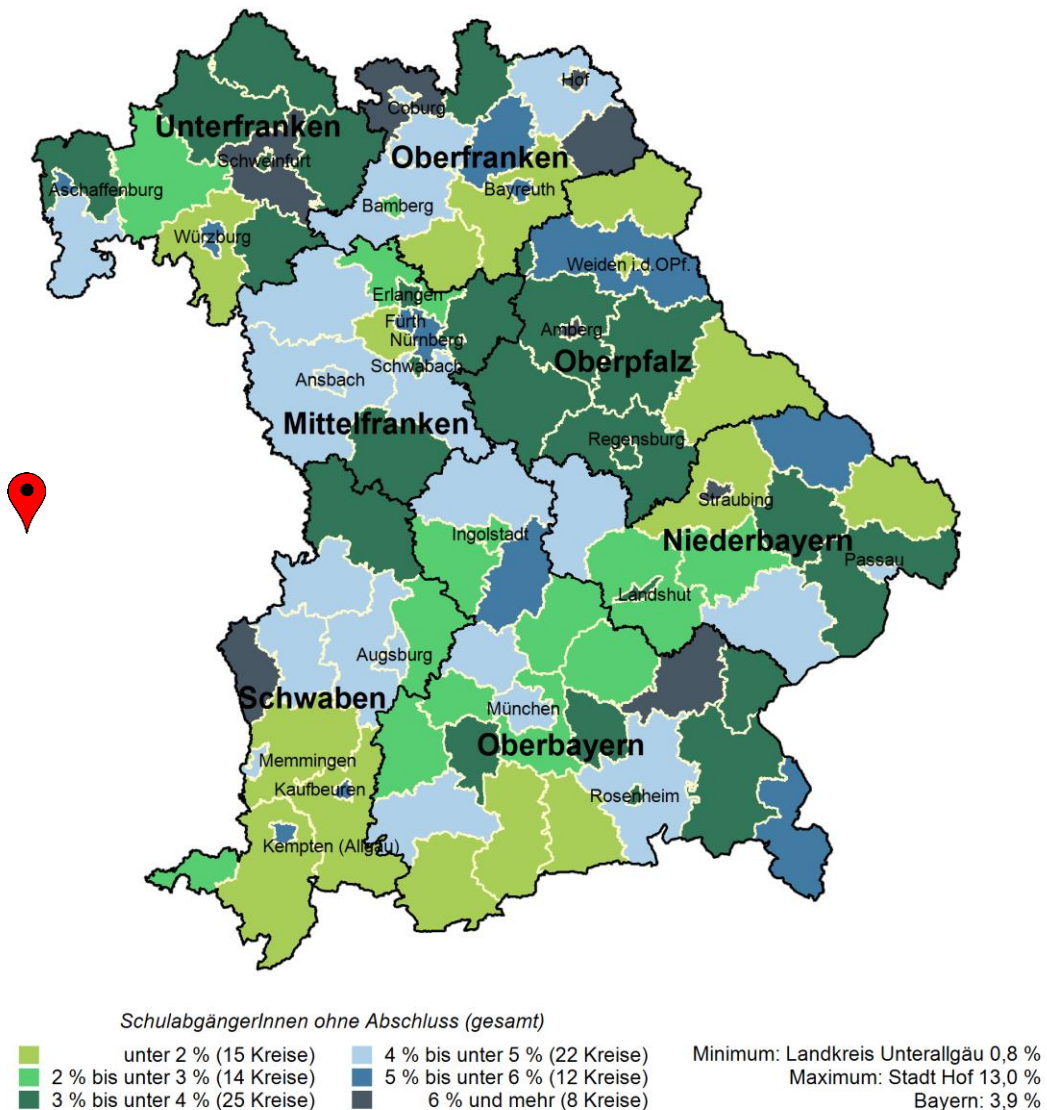 Hof
Coburg
Unterfranken
Oberfranken
Schweinfurt
Aschaffenburg
Bayreuth
Bamberg
Würzburg
Weiden i.d.OPf.
Erlangen
Fürth
Amberg
Nürnberg
Oberpfalz
Schwabach
Ansbach
Mittelfranken
Regensburg
Straubing
Ingolstadt
Niederbayern
Passau
Landshut
Augsburg
Schwaben
München
Oberbayern
Memmingen
Kaufbeuren
Rosenheim
Kempten (Allgäu)
SchulabgängerInnen ohne Abschluss (gesamt)
unter 2 % (15 Kreise)
2 % bis unter 3 % (14 Kreise)
3 % bis unter 4 % (25 Kreise)
4 % bis unter 5 % (22 Kreise)
5 % bis unter 6 % (12 Kreise)
6 % und mehr (8 Kreise)
Minimum: Landkreis Unterallgäu 0,8 %
Maximum: Stadt Hof 13,0 %
Bayern: 3,9 %